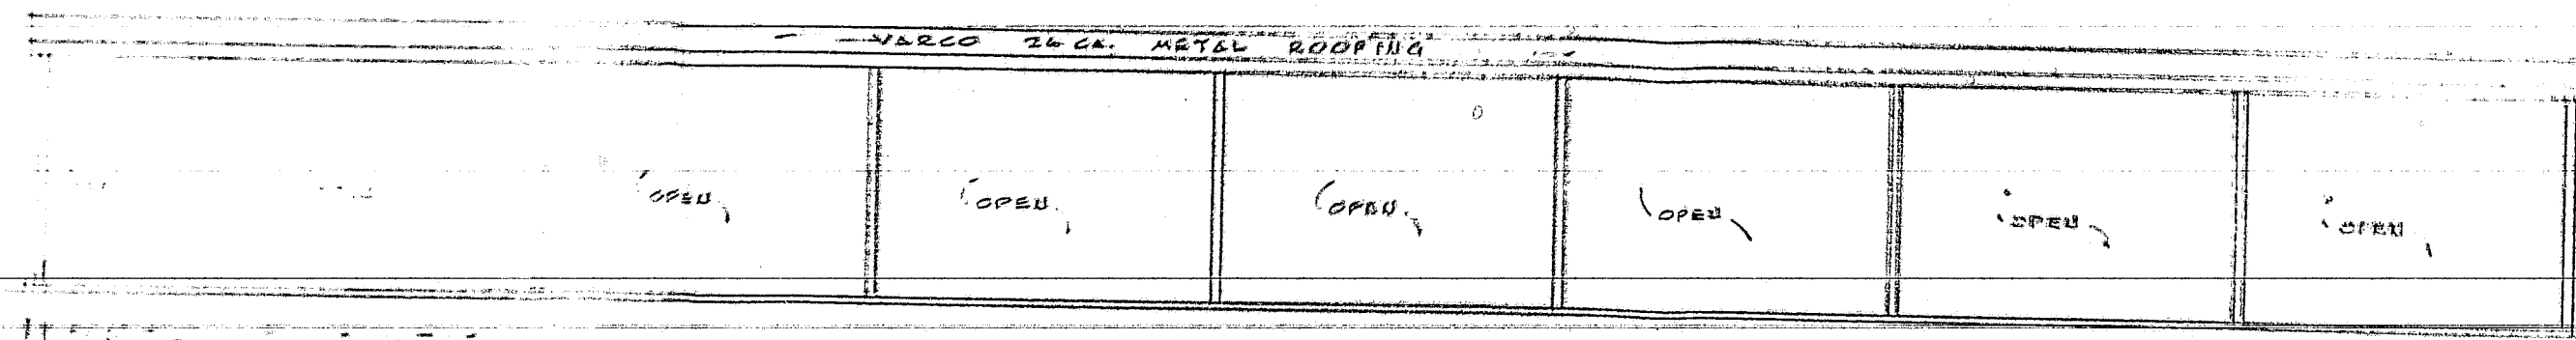 VARCO 26 GA. METAL ROOFING
OPEN OPEN OPEN OPEN OPEN OPEN